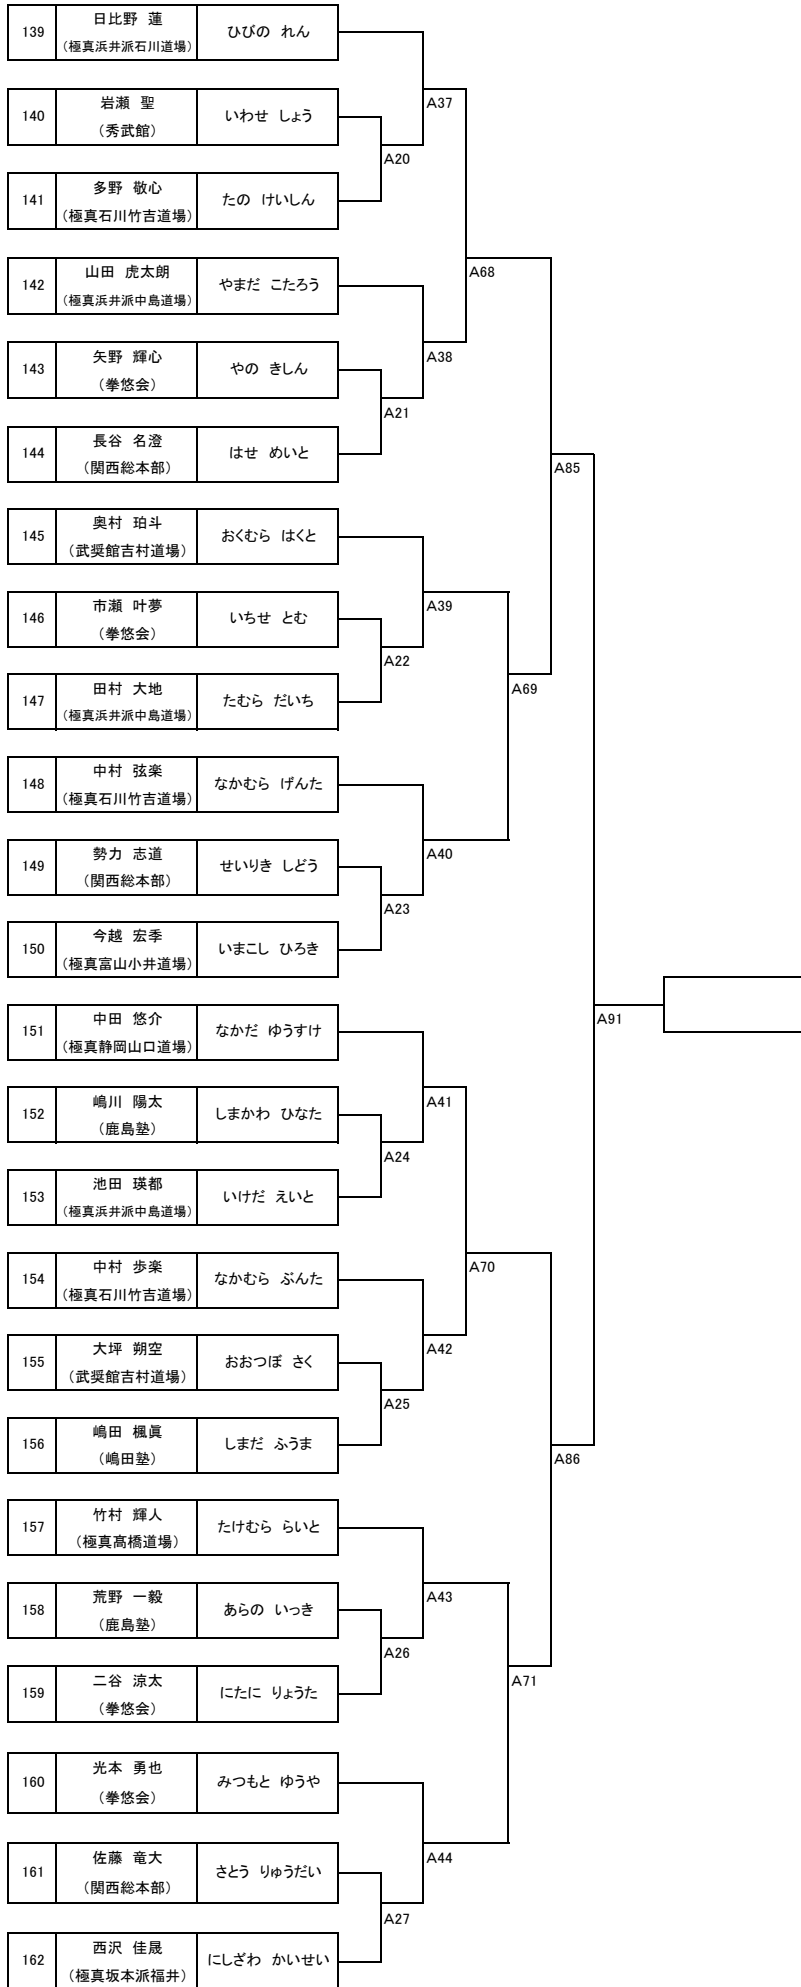 139
日比野 蓮
（極真浜井派石川道場）
ひびの れん
A37
140
岩瀬 聖
（秀武館）
いわせ しょう
A20
141
多野 敬心
（極真石川竹吉道場）
たの けいしん
142
山田 虎太朗
（極真浜井派中島道場）
やまだ こたろう
A68
A38
143
矢野 輝心
（拳悠会）
やの きしん
A21
144
長谷 名澄
（関西総本部）
はせ めいと
A85
145
奥村 珀斗
（武奨館吉村道場）
おくむら はくと
A39
146
市瀬 叶夢
（拳悠会）
いちせ とむ
A22
147
田村 大地
（極真浜井派中島道場）
たむら だいち
A69
148
中村 弦楽
（極真石川竹吉道場）
なかむら げんた
A40
149
勢力 志道
（関西総本部）
せいりき しどう
A23
150
今越 宏季
（極真富山小井道場）
いまこし ひろき
A91
151
中田 悠介
（極真静岡山口道場）
なかだ ゆうすけ
A41
152
嶋川 陽太
（鹿島塾）
しまかわ ひなた
A24
153
池田 瑛都
（極真浜井派中島道場）
いけだ えいと
A70
154
中村 歩楽
（極真石川竹吉道場）
なかむら ぶんた
A42
155
大坪 朔空
（武奨館吉村道場）
おおつぼ さく
A25
156
嶋田 楓眞
（嶋田塾）
しまだ ふうま
A86
157
竹村 輝人
（極真髙橋道場）
たけむら らいと
A43
158
荒野 一毅
（鹿島塾）
あらの いっき
A26
159
二谷 涼太
（拳悠会）
にたに りょうた
A71
160
光本 勇也
（拳悠会）
みつもと ゆうや
A44
161
佐藤 竜大
（関西総本部）
さとう りゅうだい
A27
162
西沢 佳晟
（極真坂本派福井）
にしざわ かいせい